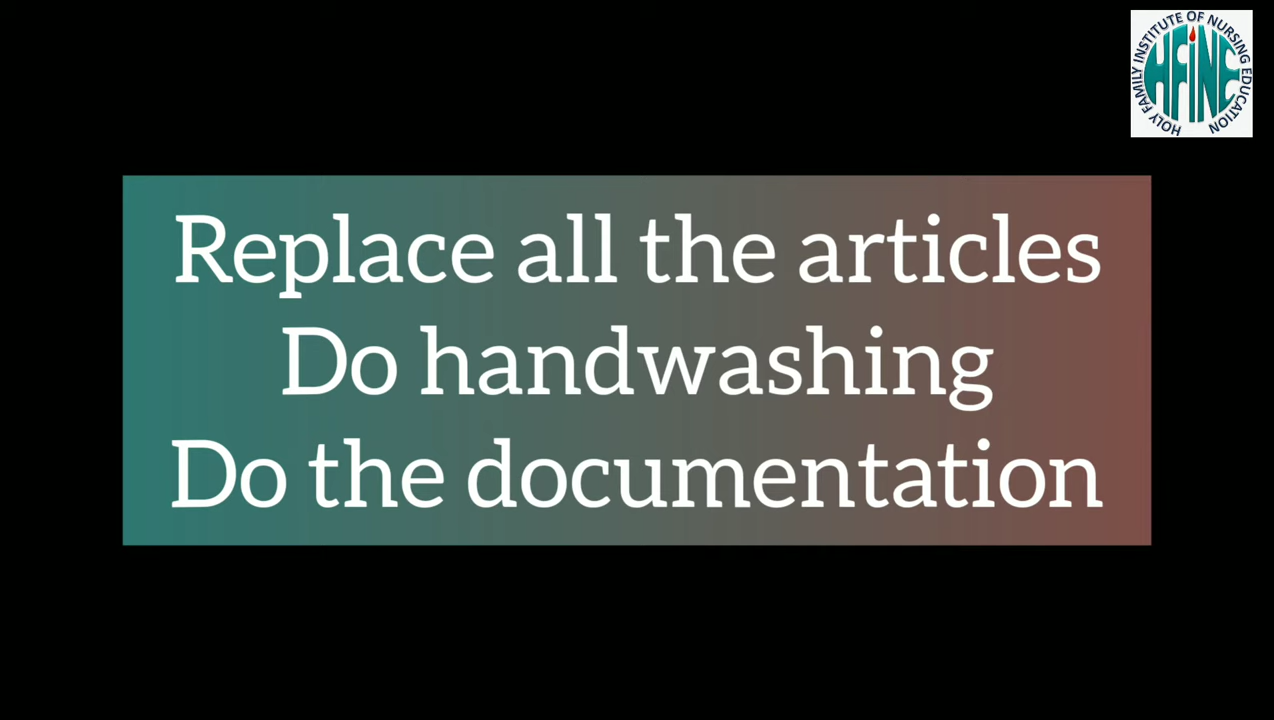 HOLY FAMILY INSTITUTE OF NURSING EDUCATION
HFINE
Replace all the articles
Do handwashing
Do the documentation